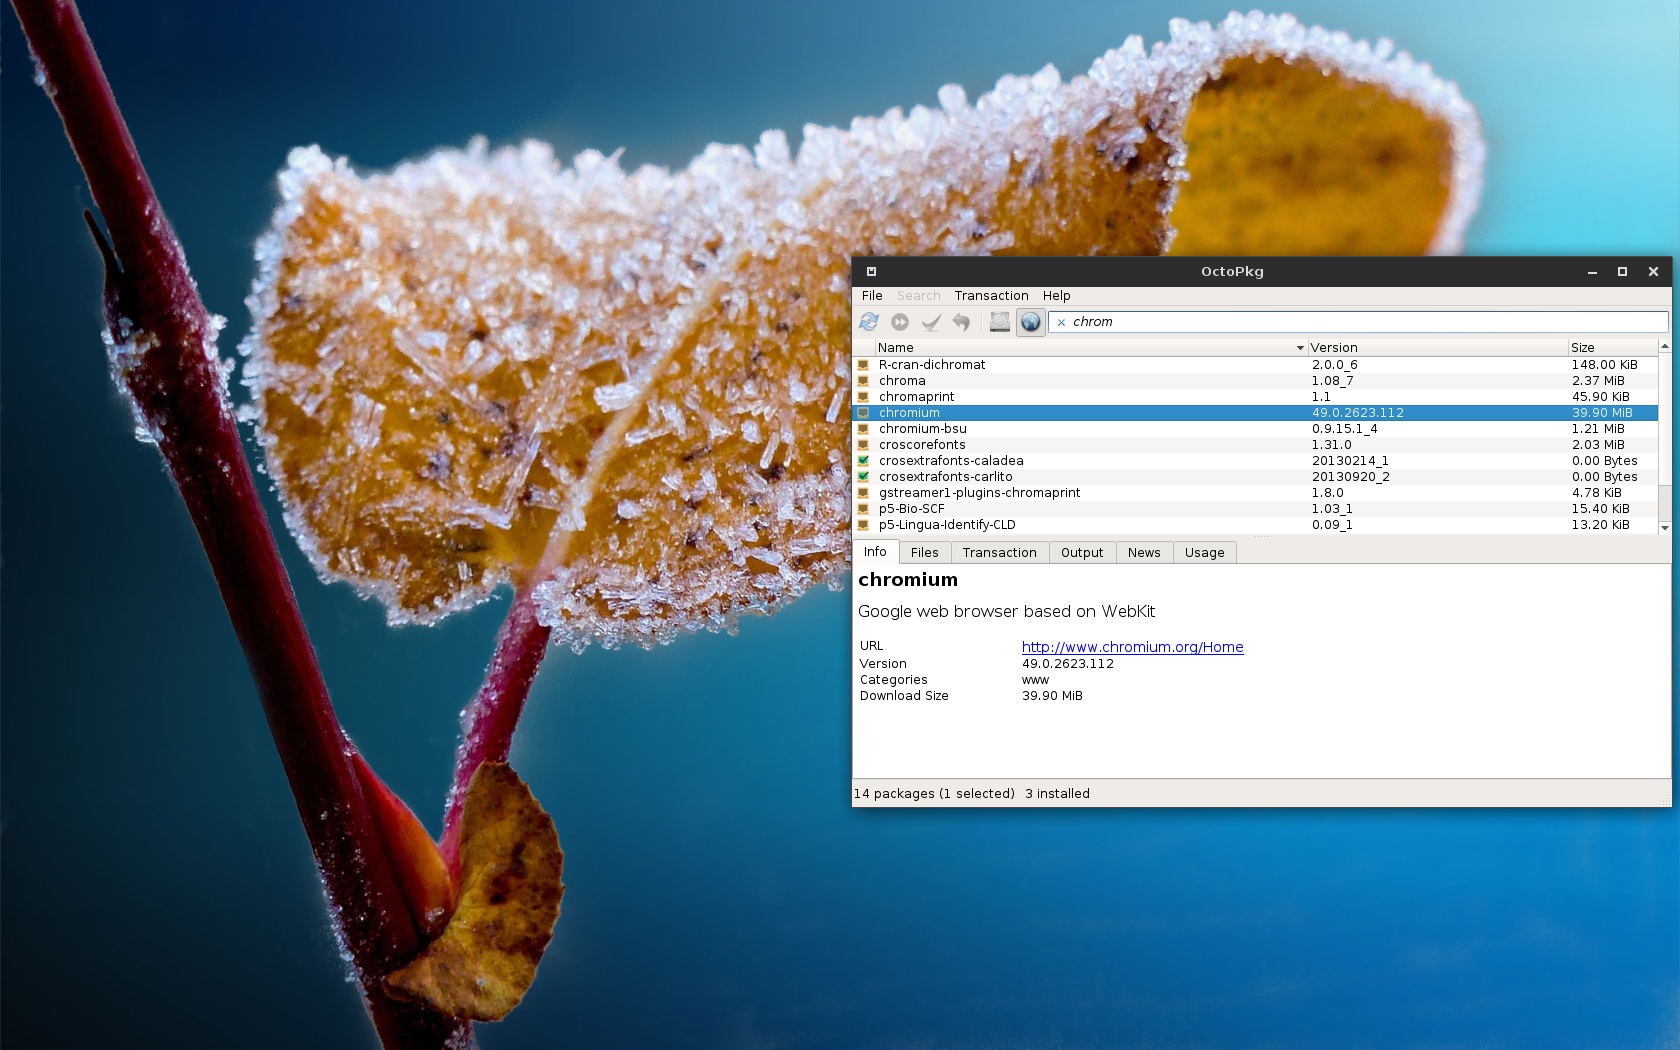 OctoPkg
File Search Transaction Help
chrom
Name Version Size
R-cran-dichromat 2.0.0_6 148.00 KiB
chroma 1.08_7 2.37 MiB
chromaprint 1.1 45.90 KiB
chromium 49.0.2623.112 39.90 MiB
chromium-bsu 0.9.15.1_4 1.21 MiB
croscorefonts 1.31.0 2.03 MiB
crosextrafonts-caladea 20130214_1 0.00 Bytes
crosextrafonts-carlito 20130920_2 0.00 Bytes
gstreamer1-plugins-chromaprint 1.8.0 4.78 KiB
p5-Bio-SCF 1.03_1 15.40 KiB
p5-Lingua-Identify-CLD 0.09_1 13.20 KiB
Info Files Transaction Output News Usage
chromium
Google web browser based on WebKit
URL http://www.chromium.org/Home
Version 49.0.2623.112
Categories www
Download Size 39.90 MiB
14 packages (1 selected) 3 installed